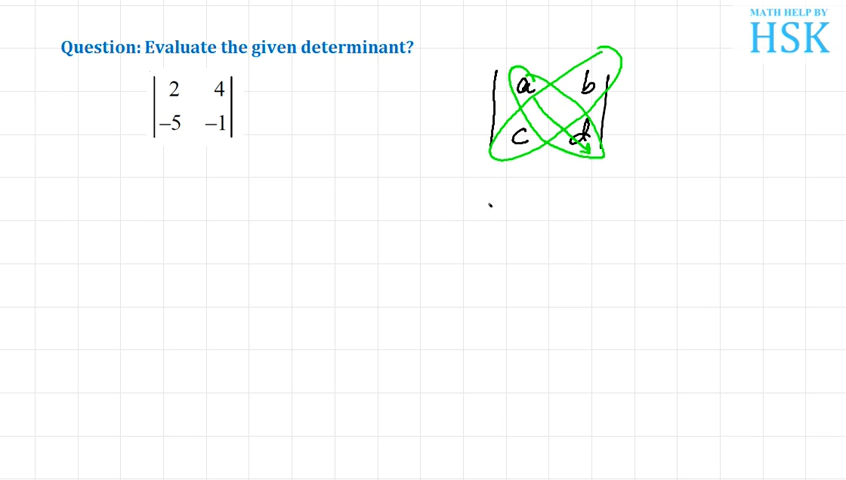 MATH HELP BY
HSK
Question: Evaluate the given determinant?
2 4
−5 −1
a b
c d